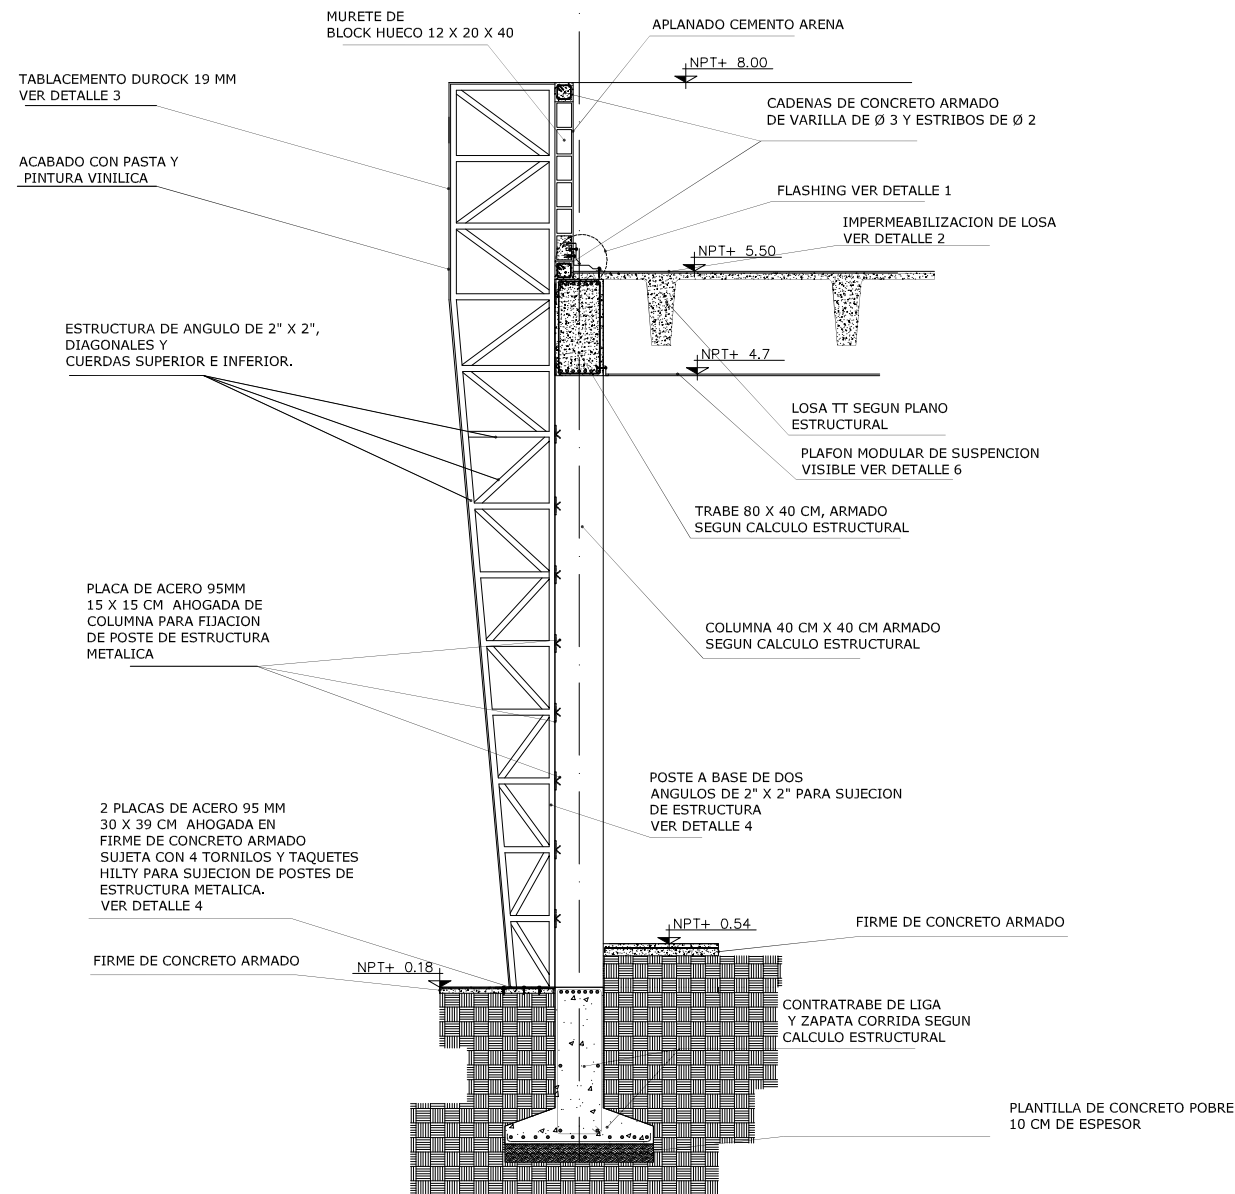 MURETE DE
BLOCK HUECO 12 X 20 X 40
APLANADO CEMENTO ARENA
NPT+ 8.00
TABLACEMENTO DUROCK 19 MM
VER DETALLE 3
CADENAS DE CONCRETO ARMADO
DE VARILLA DE Ø 3 Y ESTRIBOS DE Ø 2
ACABADO CON PASTA Y
PINTURA VINILICA
FLASHING VER DETALLE 1
IMPERMEABILIZACION DE LOSA
VER DETALLE 2
NPT+ 5.50
ESTRUCTURA DE ANGULO DE 2" X 2",
DIAGONALES Y
CUERDAS SUPERIOR E INFERIOR.
NPT+ 4.7
LOSA TT SEGUN PLANO
ESTRUCTURAL
PLAFON MODULAR DE SUSPENCION
VISIBLE VER DETALLE 6
TRABE 80 X 40 CM, ARMADO
SEGUN CALCULO ESTRUCTURAL
PLACA DE ACERO 95MM
15 X 15 CM AHOGADA DE
COLUMNA PARA FIJACION
DE POSTE DE ESTRUCTURA
METALICA
COLUMNA 40 CM X 40 CM ARMADO
SEGUN CALCULO ESTRUCTURAL
POSTE A BASE DE DOS
ANGULOS DE 2" X 2" PARA SUJECION
DE ESTRUCTURA
VER DETALLE 4
2 PLACAS DE ACERO 95 MM
30 X 39 CM AHOGADA EN
FIRME DE CONCRETO ARMADO
SUJETA CON 4 TORNILOS Y TAQUETES
HILTY PARA SUJECION DE POSTES DE
ESTRUCTURA METALICA.
VER DETALLE 4
NPT+ 0.54
FIRME DE CONCRETO ARMADO
FIRME DE CONCRETO ARMADO
NPT+ 0.18
CONTRATRABE DE LIGA
Y ZAPATA CORRIDA SEGUN
CALCULO ESTRUCTURAL
PLANTILLA DE CONCRETO POBRE
10 CM DE ESPESOR